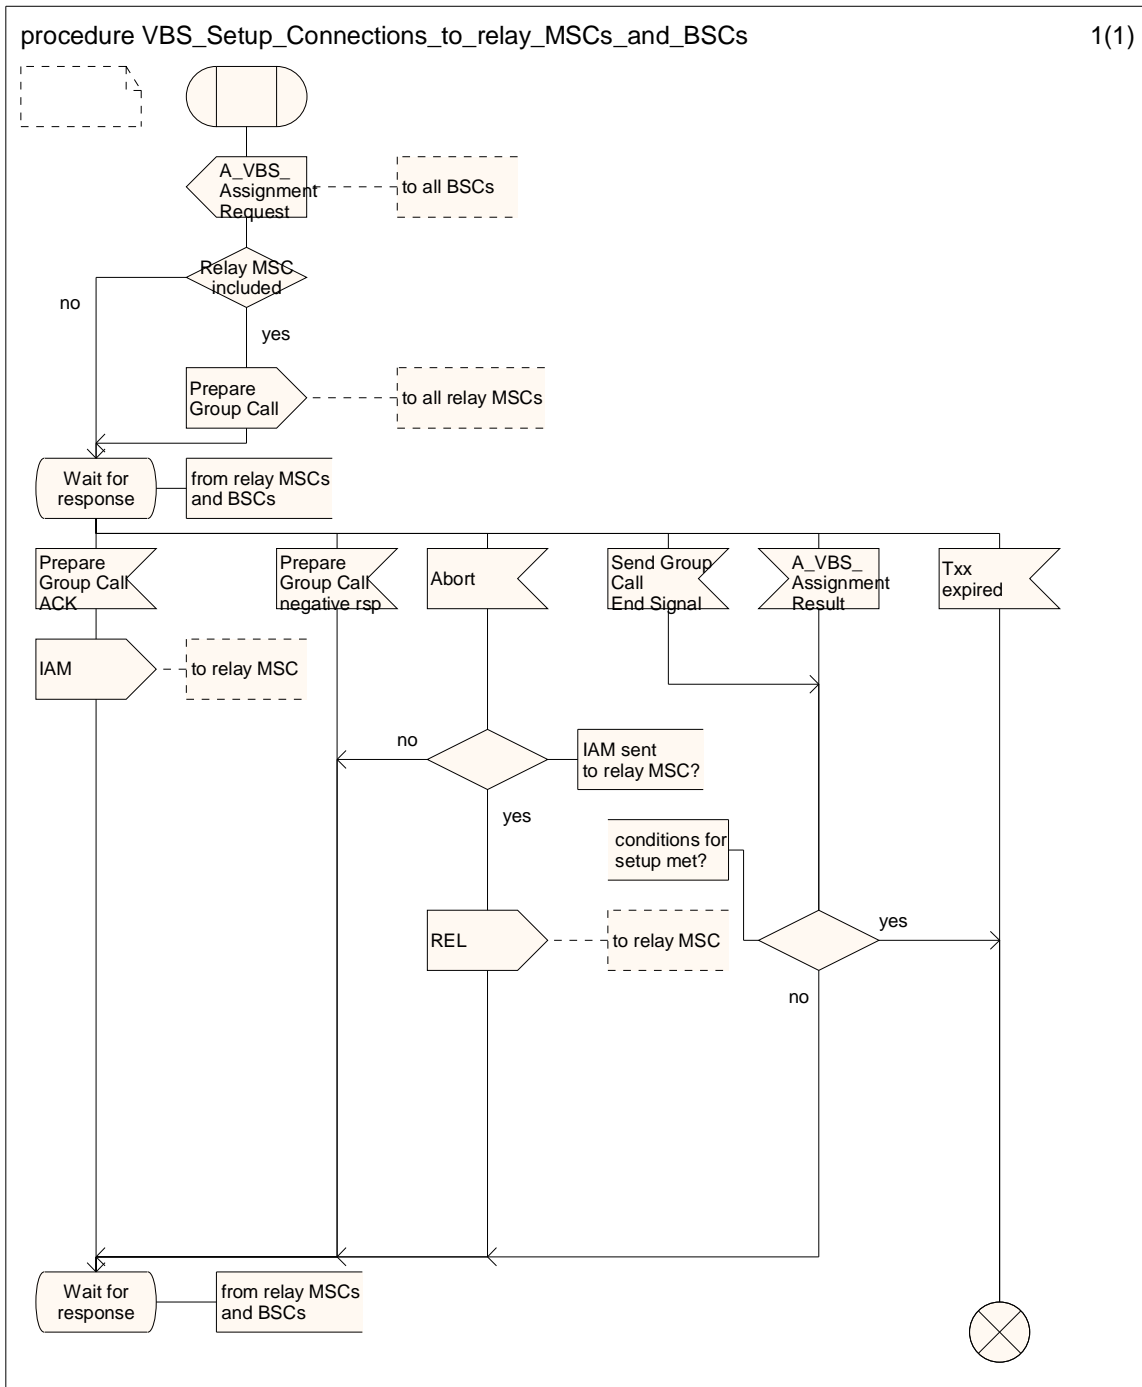 procedure VBS_Setup_Connections_to_relay_MSCs_and_BSCs
1(1)
A_VBS_
Assignment
Request
to all BSCs
Relay MSC
included
no
yes
Prepare
Group Call
to all relay MSCs
Wait for
response
from relay MSCs
and BSCs
Prepare
Group Call
ACK
Prepare
Group Call
negative rsp
Abort
Send Group
Call
End Signal
A_VBS_
Assignment
Result
Txx
expired
IAM
to relay MSC
no
IAM sent
to relay MSC?
yes
conditions for
setup met?
REL
to relay MSC
yes
no
Wait for
response
from relay MSCs
and BSCs